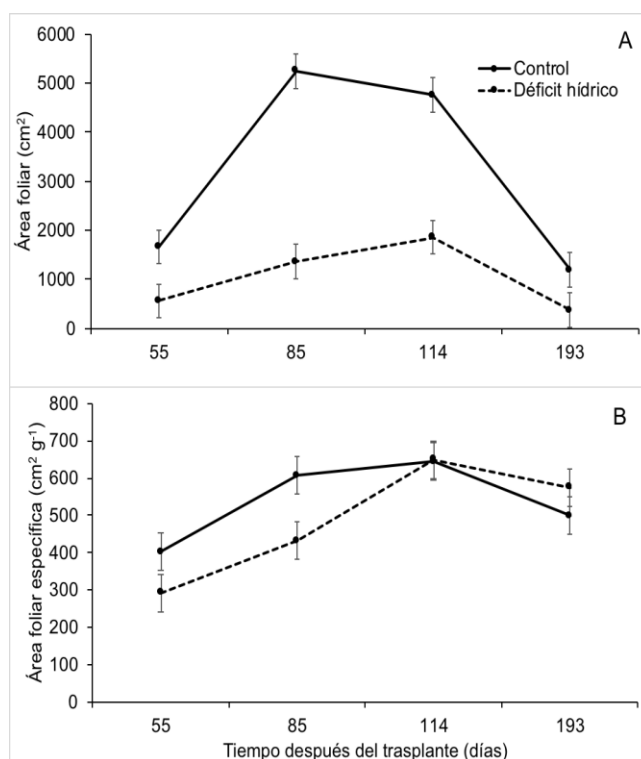 A
Control
Déficit hídrico
Área foliar (cm²)
6000
5000
4000
3000
2000
1000
0
55 85 114 193
B
Área foliar específica (cm² g⁻¹)
800
700
600
500
400
300
200
100
0
55 85 114 193
Tiempo después del trasplante (días)